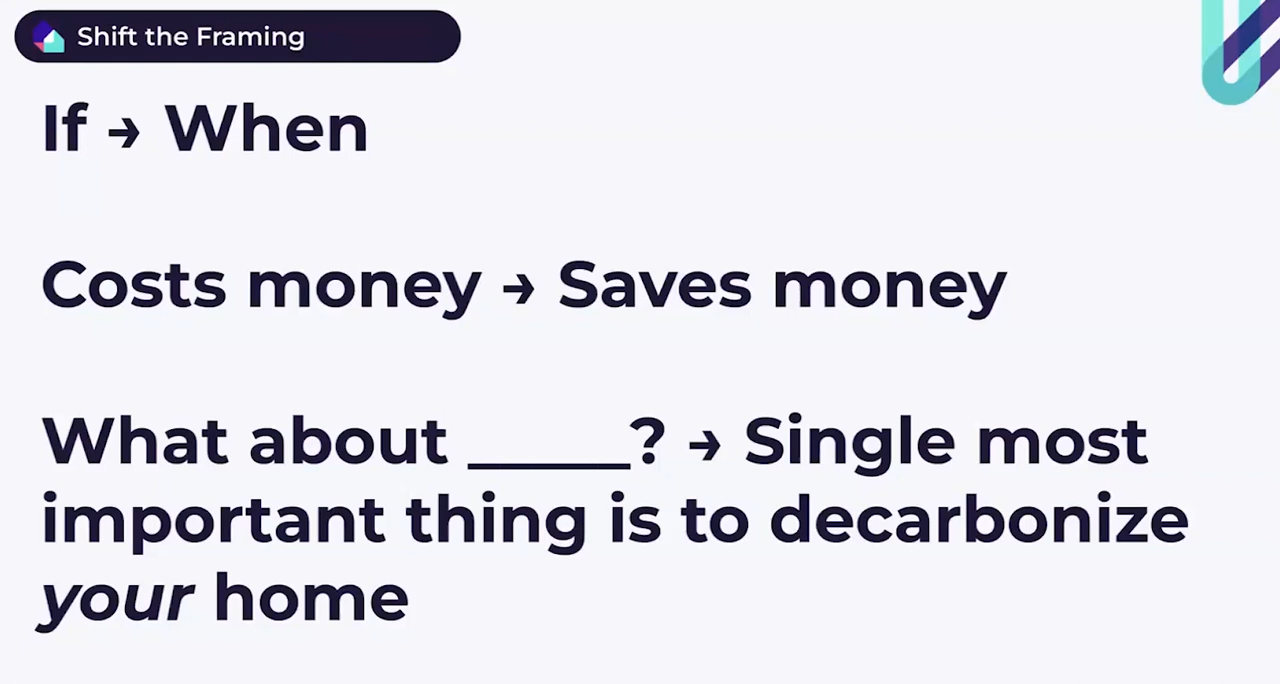 Shift the Framing
If → When
Costs money → Saves money
What about _____? → Single most
important thing is to decarbonize
your home